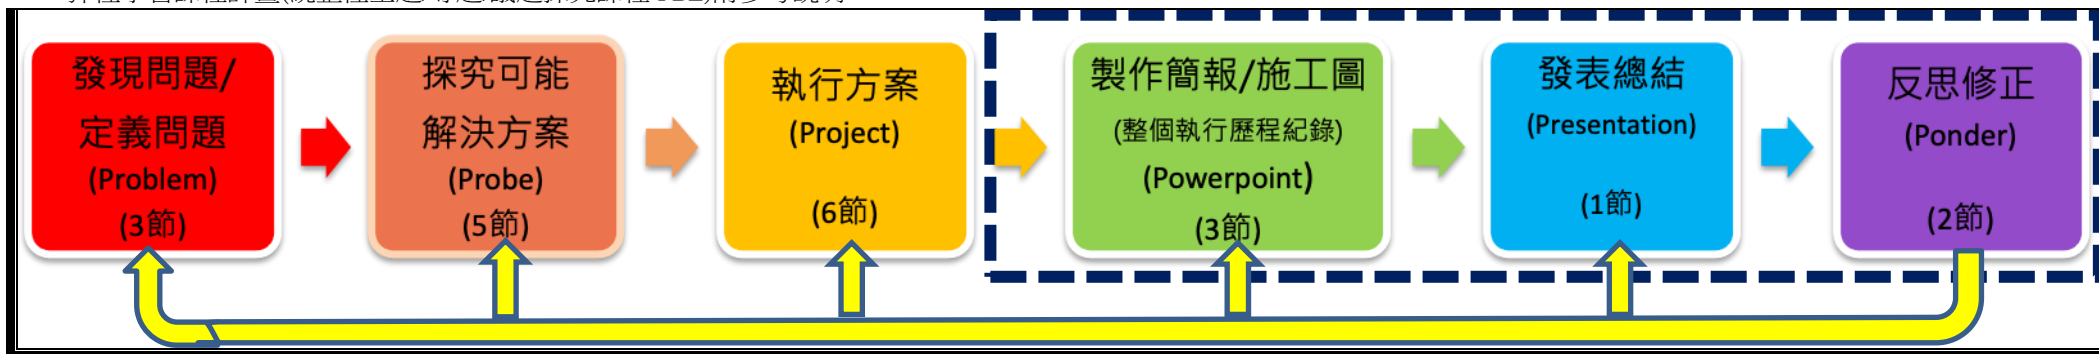 發現問題/
定義問題
(Problem)
(3節)
探究可能
解決方案
(Probe)
(5節)
執行方案
(Project)
(6節)
製作簡報/施工圖
(整個執行歷程紀錄)
(Powerpoint)
(3節)
發表總結
(Presentation)
(1節)
反思修正
(Ponder)
(2節)